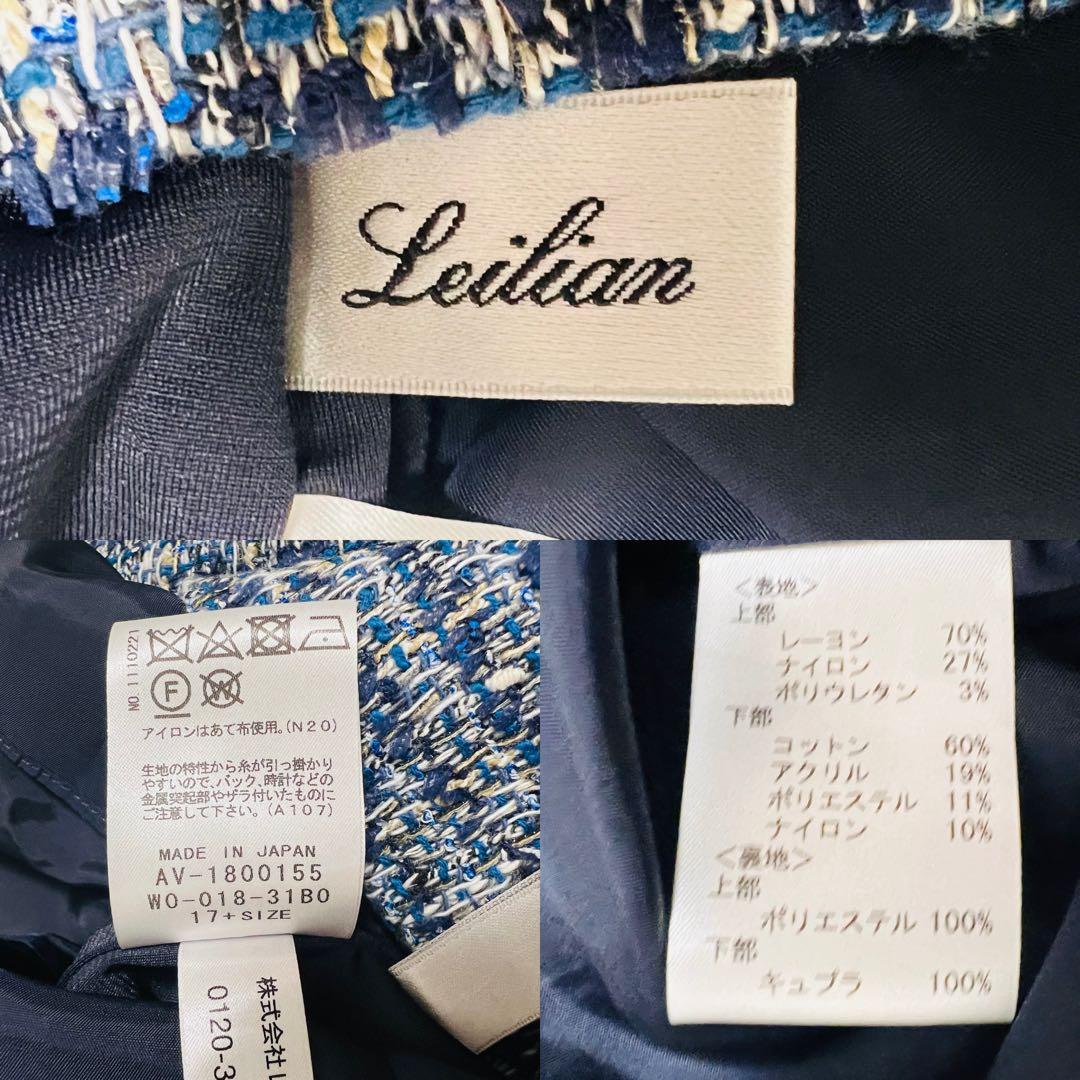 Leilian
NO.1110221
F
W
アイロンはあて布使用。(N20)
生地の特性から糸が引っ掛かり
やすいので、バック、時計などの
金属突起部やザラ付いたものに
ご注意して下さい。(A107)
MADE IN JAPAN
AV-1800155
WO-018-31B0
17+SIZE
株式会社レ
0120-3
<表地>
上部
レーヨン 70%
ナイロン 27%
ポリウレタン 3%
下部
コットン 60%
アクリル 19%
ポリエステル 11%
ナイロン 10%
<裏地>
上部
ポリエステル 100%
下部
キュプラ 100%